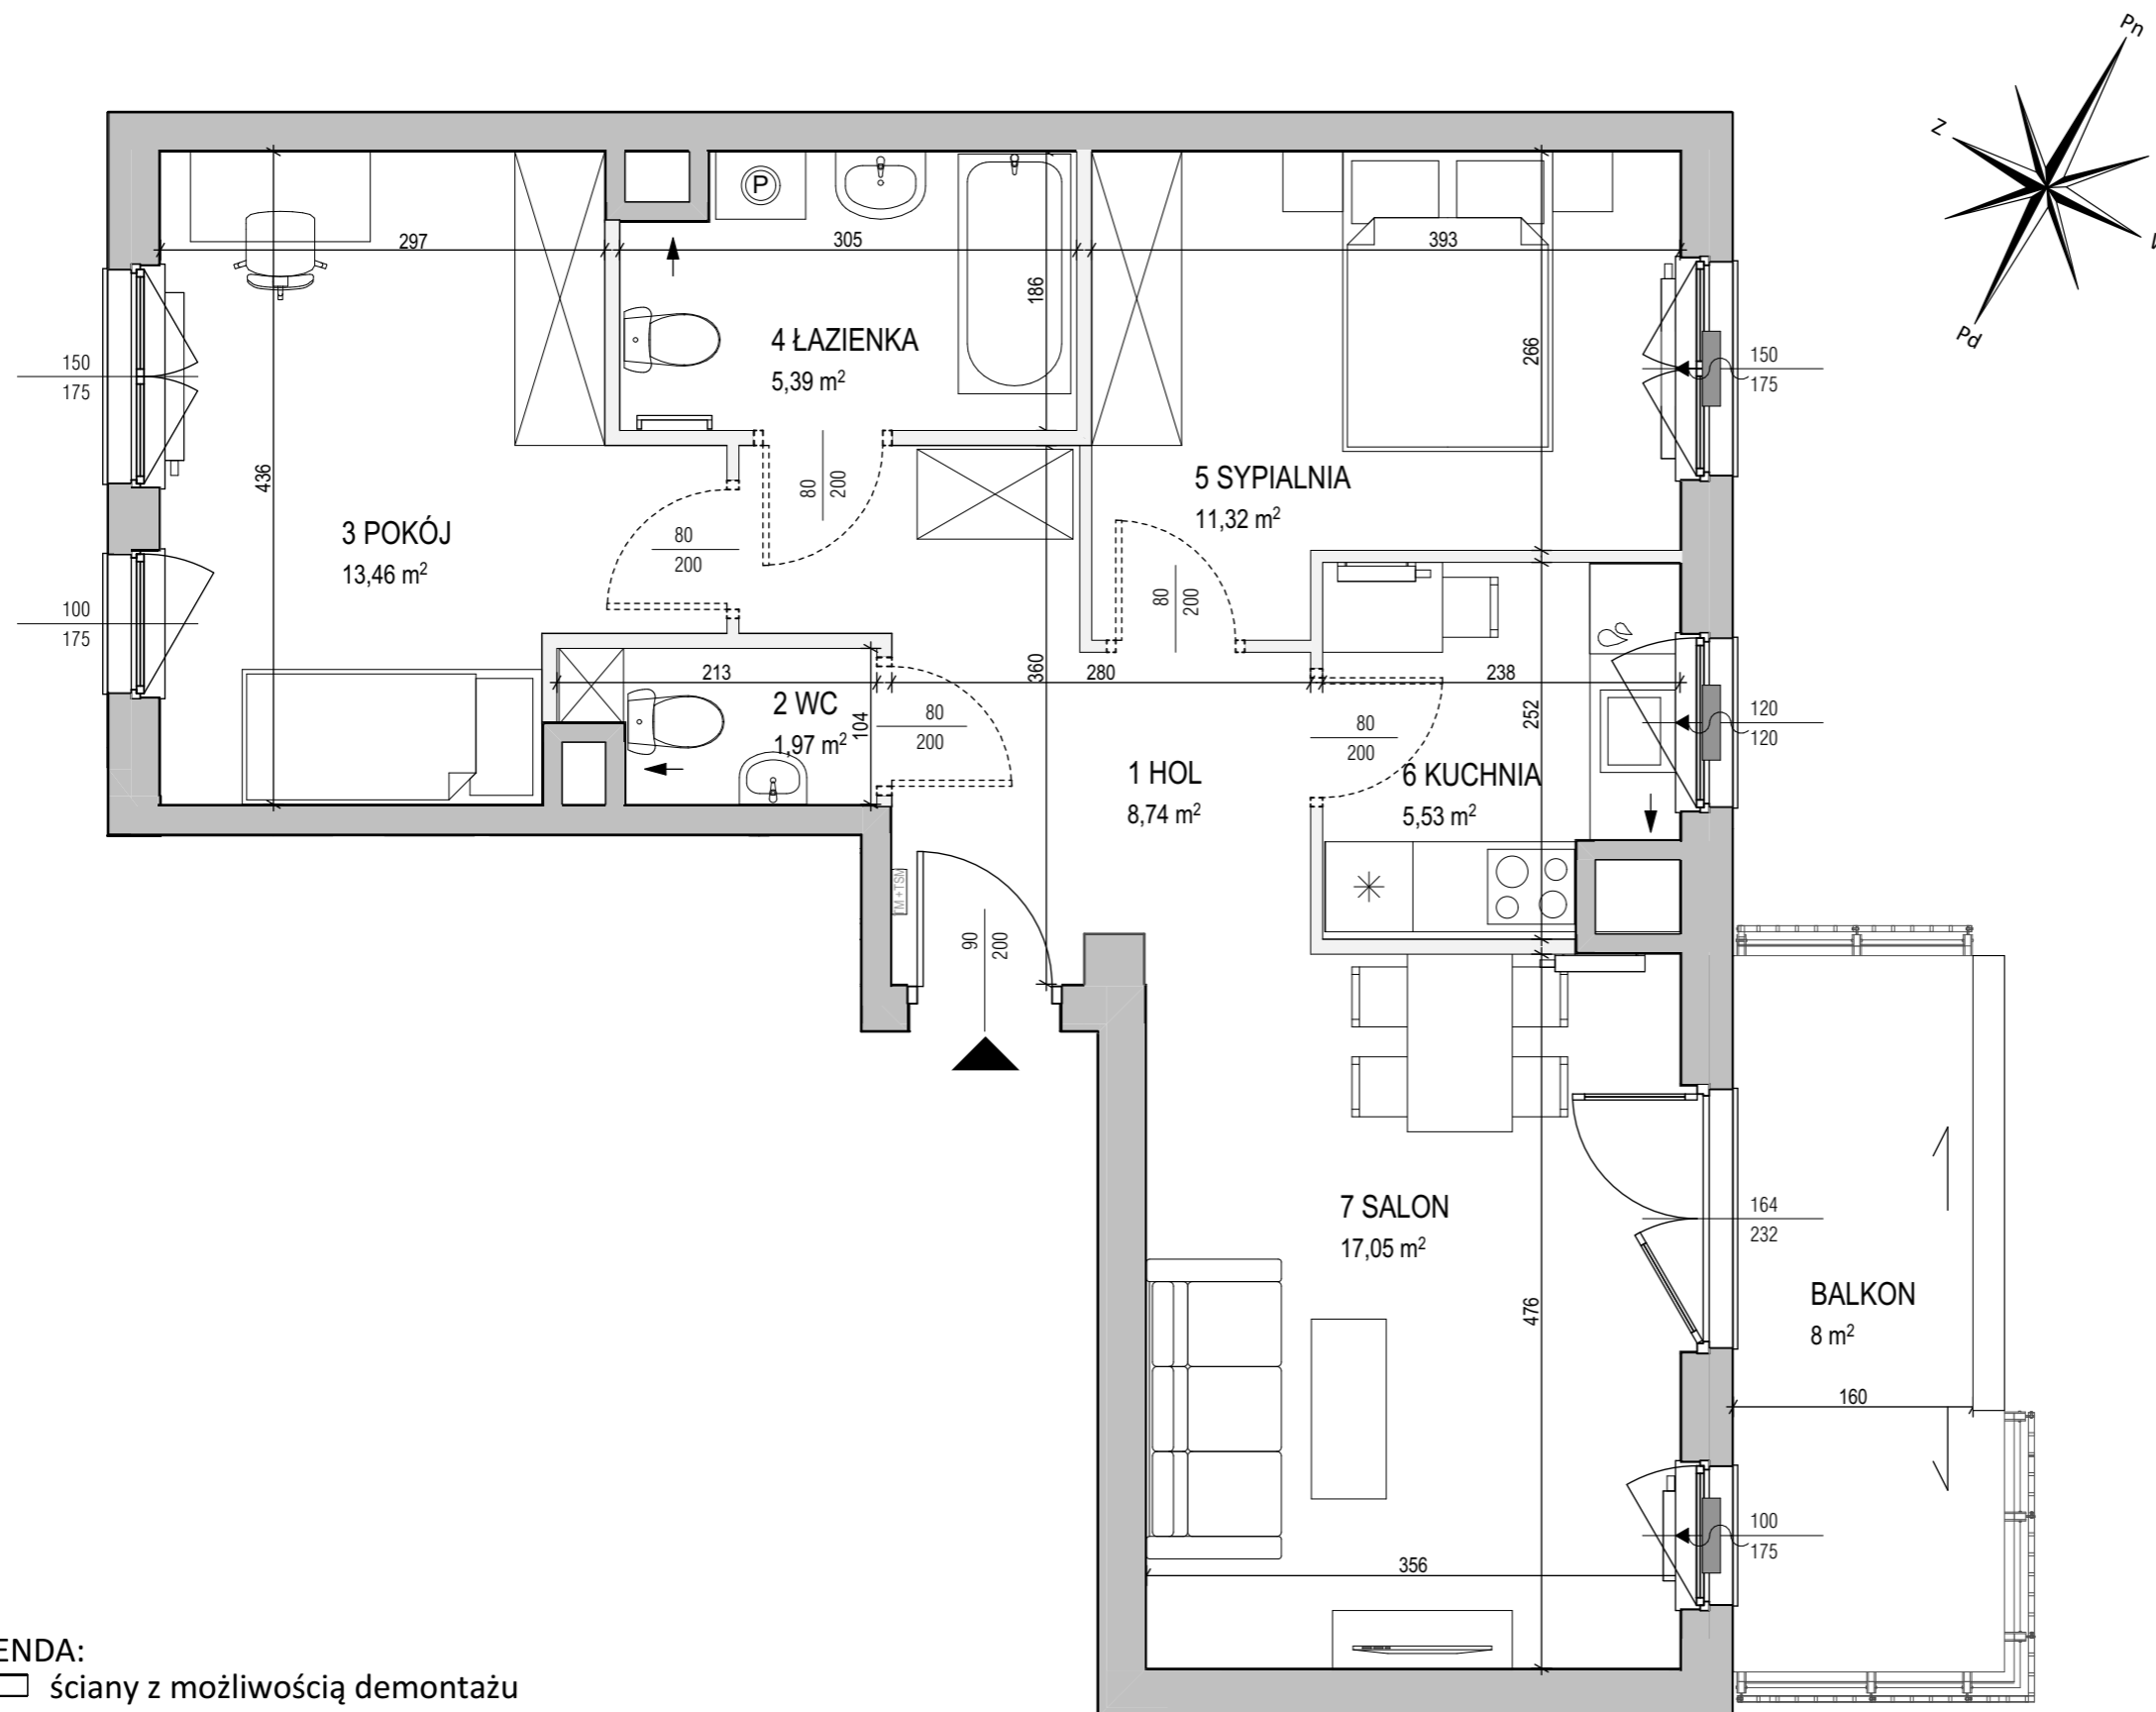 Pn
Z
Pd
P
297
305
393
186
4 ŁAZIENKA
5,39 m²
266
150
175
150
175
436
80
200
5 SYPIALNIA
11,32 m²
3 POKÓJ
13,46 m²
80
200
80
200
100
175
213
360
280
238
2 WC
1,97 m²
104
80
200
80
200
252
120
120
1 HOL
8,74 m²
6 KUCHNIA
5,53 m²
TM+TSM
90
200
7 SALON
17,05 m²
164
232
476
BALKON
8 m²
160
100
175
356
ENDA:
ściany z możliwością demontażu